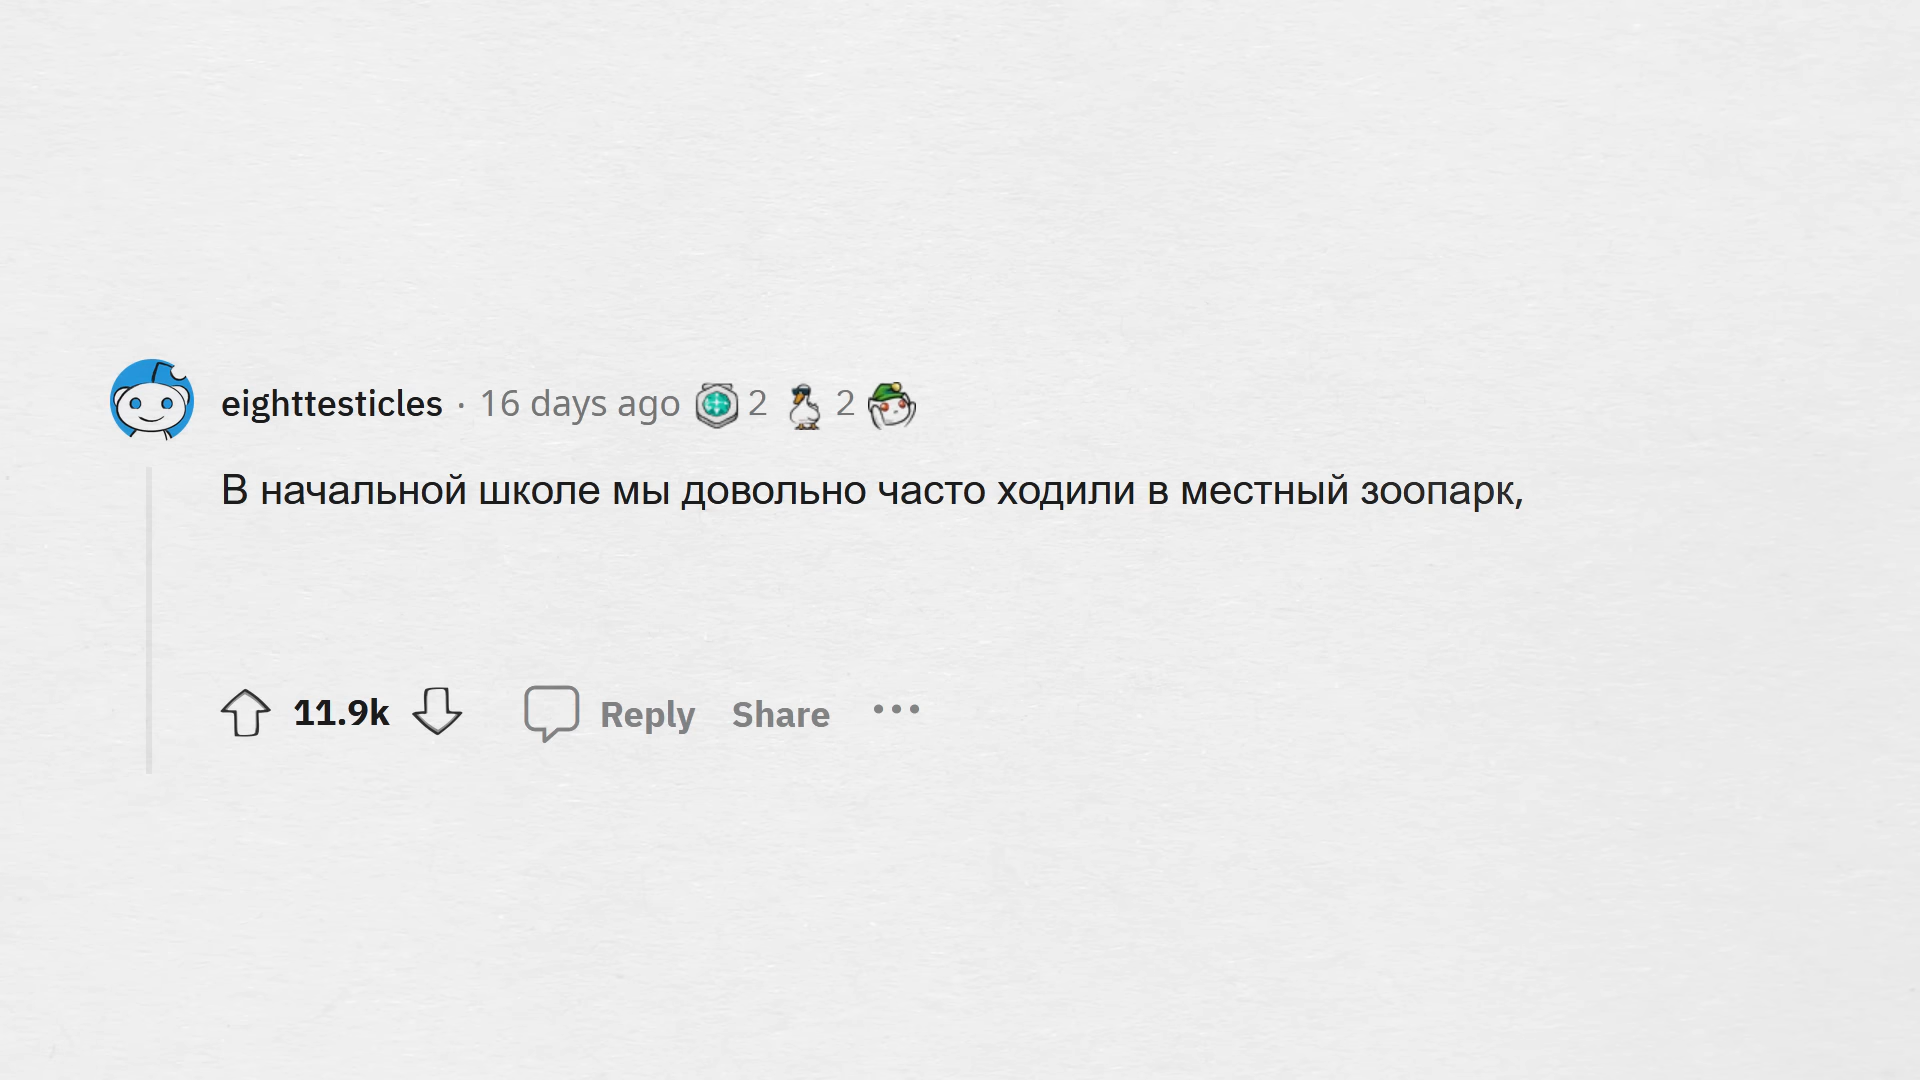 eighttesticles · 16 days ago 2 2
В начальной школе мы довольно часто ходили в местный зоопарк,
11.9k Reply Share •••